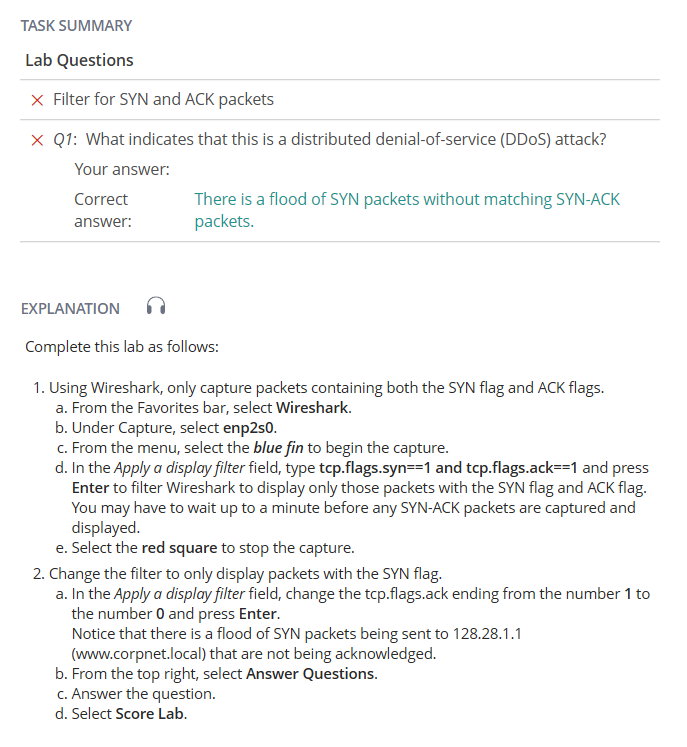 TASK SUMMARY
Lab Questions
× Filter for SYN and ACK packets
× Q1: What indicates that this is a distributed denial-of-service (DDoS) attack?
Your answer:
Correct There is a flood of SYN packets without matching SYN-ACK
answer: packets.
EXPLANATION
Complete this lab as follows:
1. Using Wireshark, only capture packets containing both the SYN flag and ACK flags.
a. From the Favorites bar, select Wireshark.
b. Under Capture, select enp2s0.
c. From the menu, select the blue fin to begin the capture.
d. In the Apply a display filter field, type tcp.flags.syn==1 and tcp.flags.ack==1 and press
Enter to filter Wireshark to display only those packets with the SYN flag and ACK flag.
You may have to wait up to a minute before any SYN-ACK packets are captured and
displayed.
e. Select the red square to stop the capture.
2. Change the filter to only display packets with the SYN flag.
a. In the Apply a display filter field, change the tcp.flags.ack ending from the number 1 to
the number 0 and press Enter.
Notice that there is a flood of SYN packets being sent to 128.28.1.1
(www.corpnet.local) that are not being acknowledged.
b. From the top right, select Answer Questions.
c. Answer the question.
d. Select Score Lab.